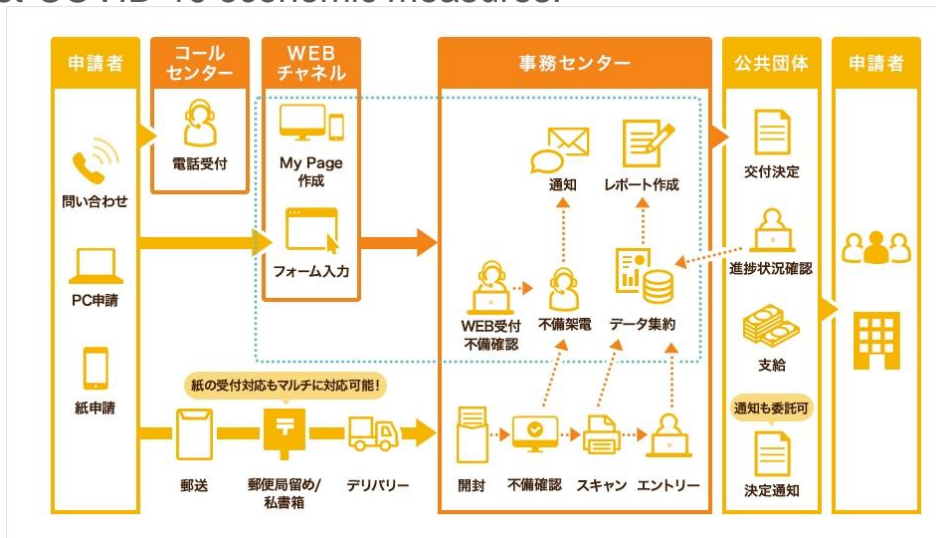 COVID-19 economic measures.
申請者
コール
センター
WEB
チャネル
事務センター
公共団体
申請者
問い合わせ
PC申請
紙申請
電話受付
My Page
作成
フォーム入力
通知
レポート作成
WEB受付
不備確認
不備架電
データ集約
交付決定
進捗状況確認
支給
通知も委託可
決定通知
紙の受付対応もマルチに対応可能!
郵送
郵便局留め/
私書箱
デリバリー
開封
不備確認
スキャン
エントリー